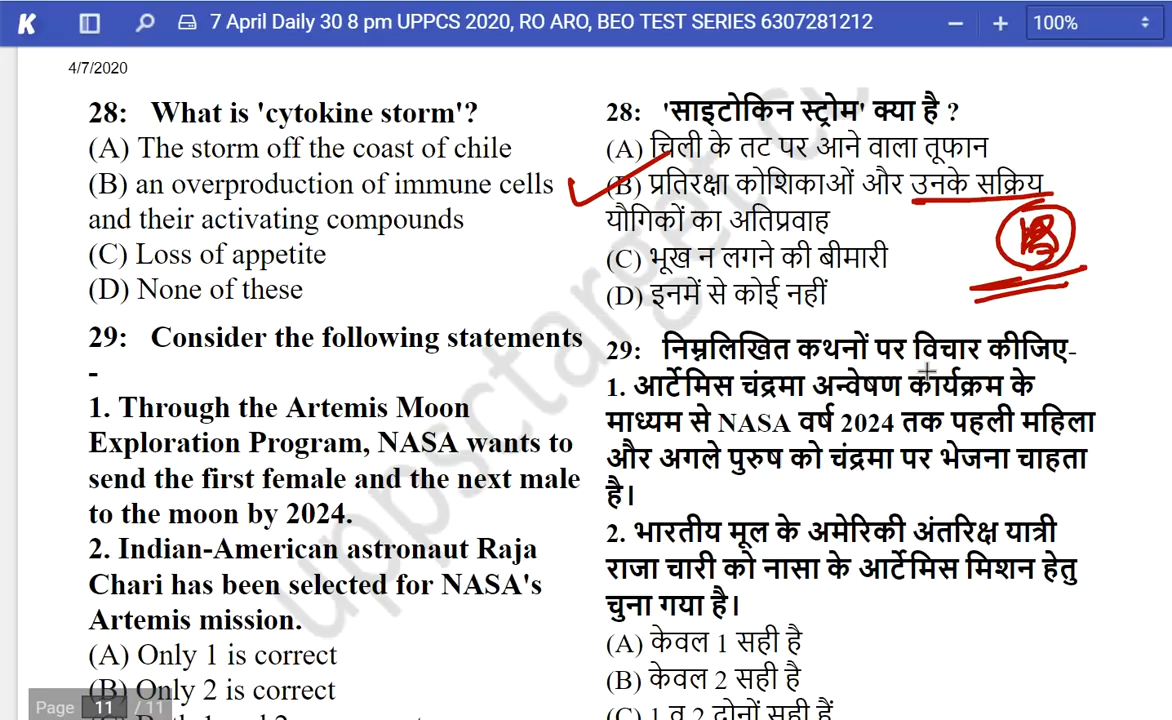 K
7 April Daily 30 8 pm UPPCS 2020, RO ARO, BEO TEST SERIES 6307281212
100%
4/7/2020
28: What is 'cytokine storm'?
(A) The storm off the coast of chile
(B) an overproduction of immune cells
and their activating compounds
(C) Loss of appetite
(D) None of these
29: Consider the following statements
-
1. Through the Artemis Moon
Exploration Program, NASA wants to
send the first female and the next male
to the moon by 2024.
2. Indian-American astronaut Raja
Chari has been selected for NASA's
Artemis mission.
(A) Only 1 is correct
(B) Only 2 is correct
28: 'साइटोकिन स्ट्रोम' क्या है ?
(A) चिली के तट पर आने वाला तूफान
(B) प्रतिरक्षा कोशिकाओं और उनके सक्रिय
यौगिकों का अतिप्रवाह
(C) भूख न लगने की बीमारी
(D) इनमें से कोई नहीं
29: निम्नलिखित कथनों पर विचार कीजिए-
1. आर्टेमिस चंद्रमा अन्वेषण कार्यक्रम के
माध्यम से NASA वर्ष 2024 तक पहली महिला
और अगले पुरुष को चंद्रमा पर भेजना चाहता
है।
2. भारतीय मूल के अमेरिकी अंतरिक्ष यात्री
राजा चारी को नासा के आर्टेमिस मिशन हेतु
चुना गया है।
(A) केवल 1 सही है
(B) केवल 2 सही है
(C) 1 व 2 दोनों सही हैं
Page 11 / 11
uppsctarget